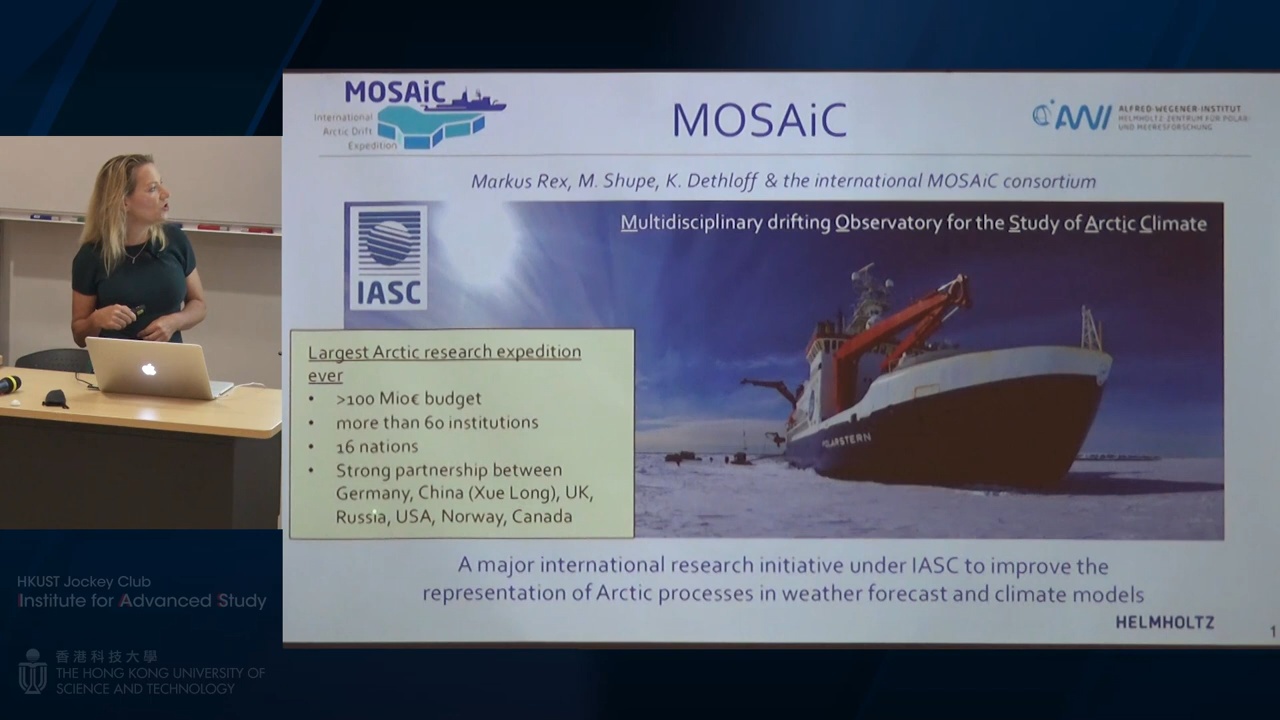 MOSAiC
International
Arctic Drift
Expedition
MOSAiC
AWI
ALFRED-WEGENER-INSTITUT
HELMHOLTZ-ZENTRUM FÜR POLAR-
UND MEERESFORSCHUNG
Markus Rex, M. Shupe, K. Dethloff & the international MOSAiC consortium
IASC
Multidisciplinary drifting Observatory for the Study of Arctic Climate
POLARSTERN
Largest Arctic research expedition
ever
• >100 Mio€ budget
• more than 60 institutions
• 16 nations
• Strong partnership between
Germany, China (Xue Long), UK,
Russia, USA, Norway, Canada
A major international research initiative under IASC to improve the
representation of Arctic processes in weather forecast and climate models
HELMHOLTZ
1
HKUST Jockey Club
Institute for Advanced Study
香港科技大學
THE HONG KONG UNIVERSITY OF
SCIENCE AND TECHNOLOGY